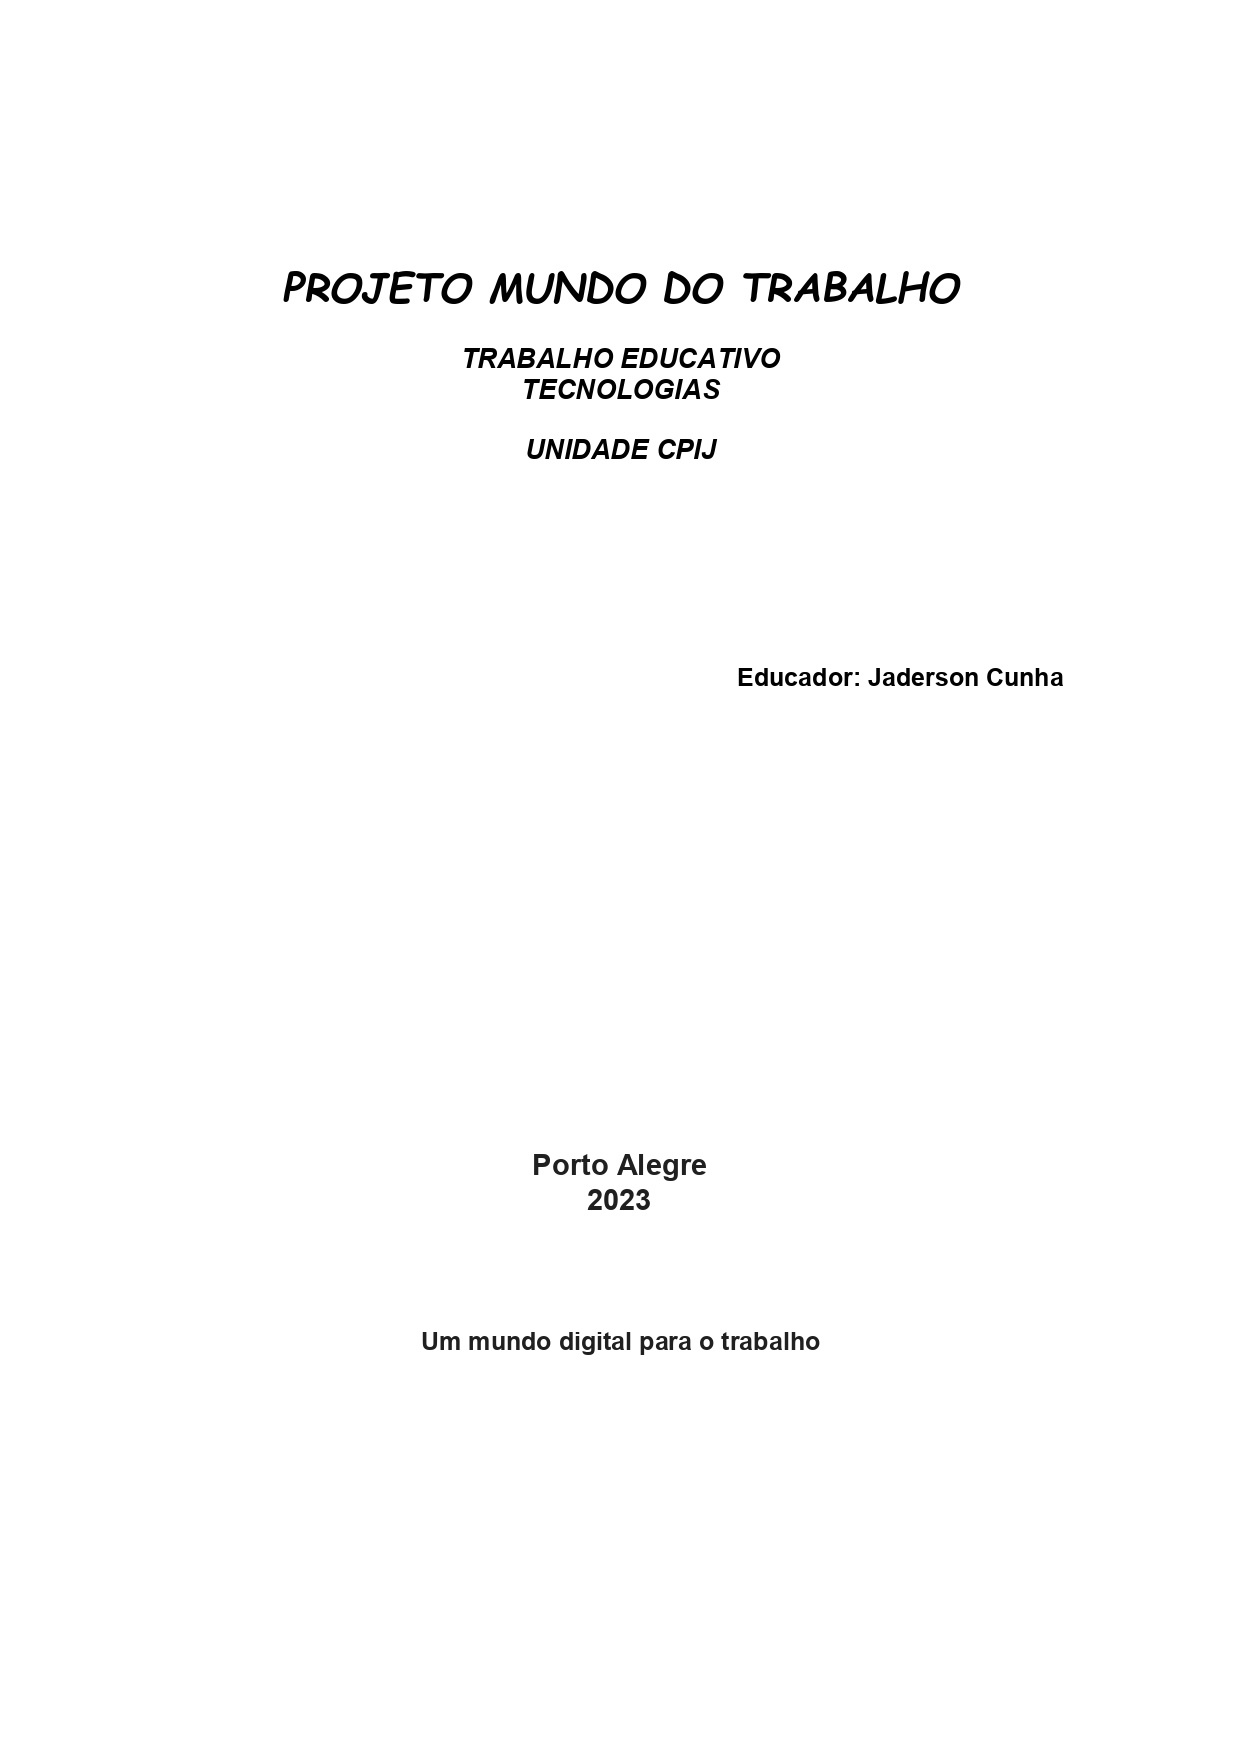 PROJETO MUNDO DO TRABALHO
TRABALHO EDUCATIVO
TECNOLOGIAS
UNIDADE CPIJ
Educador: Jaderson Cunha
Porto Alegre
2023
Um mundo digital para o trabalho